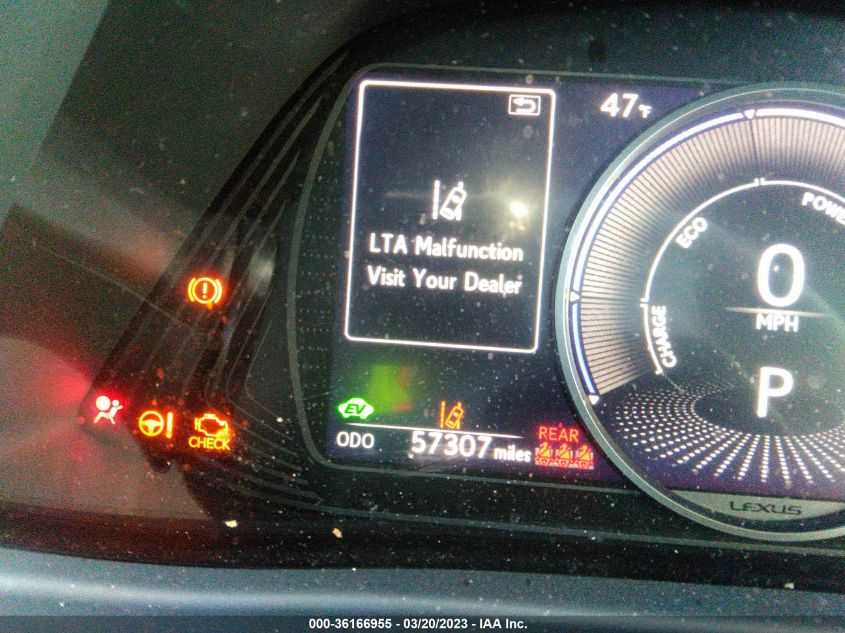 47°F
LTA Malfunction
Visit Your Dealer
ECO
POWE
CHARGE
0
MPH
P
CHECK
EV
ODO 57307 miles
REAR
LEXUS
000-36166955 - 03/20/2023 - IAA Inc.